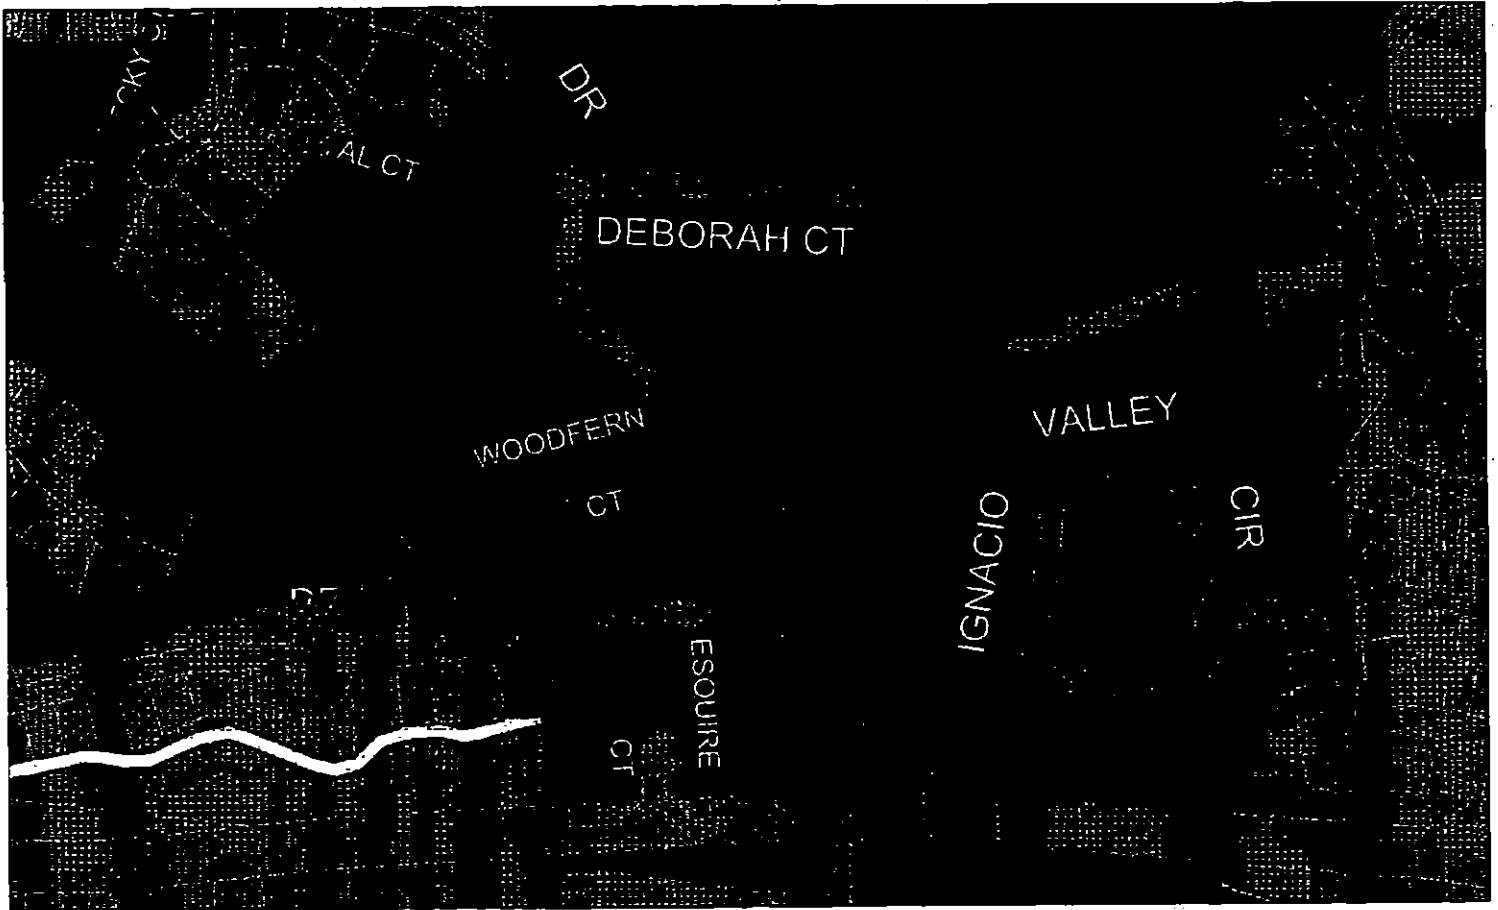 DR
AL CT
DEBORAH CT
VALLEY
WOODFERN
CT
CIR
IGNACIO
ESQUIRE
CT